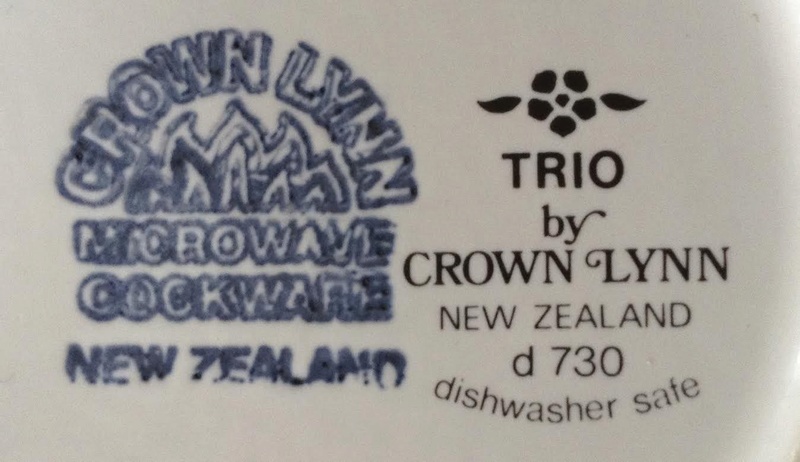 CROWN LYNN
MICROWAVE
COOKWARE
NEW ZEALAND
TRIO
by
CROWN LYNN
NEW ZEALAND
d 730
dishwasher safe